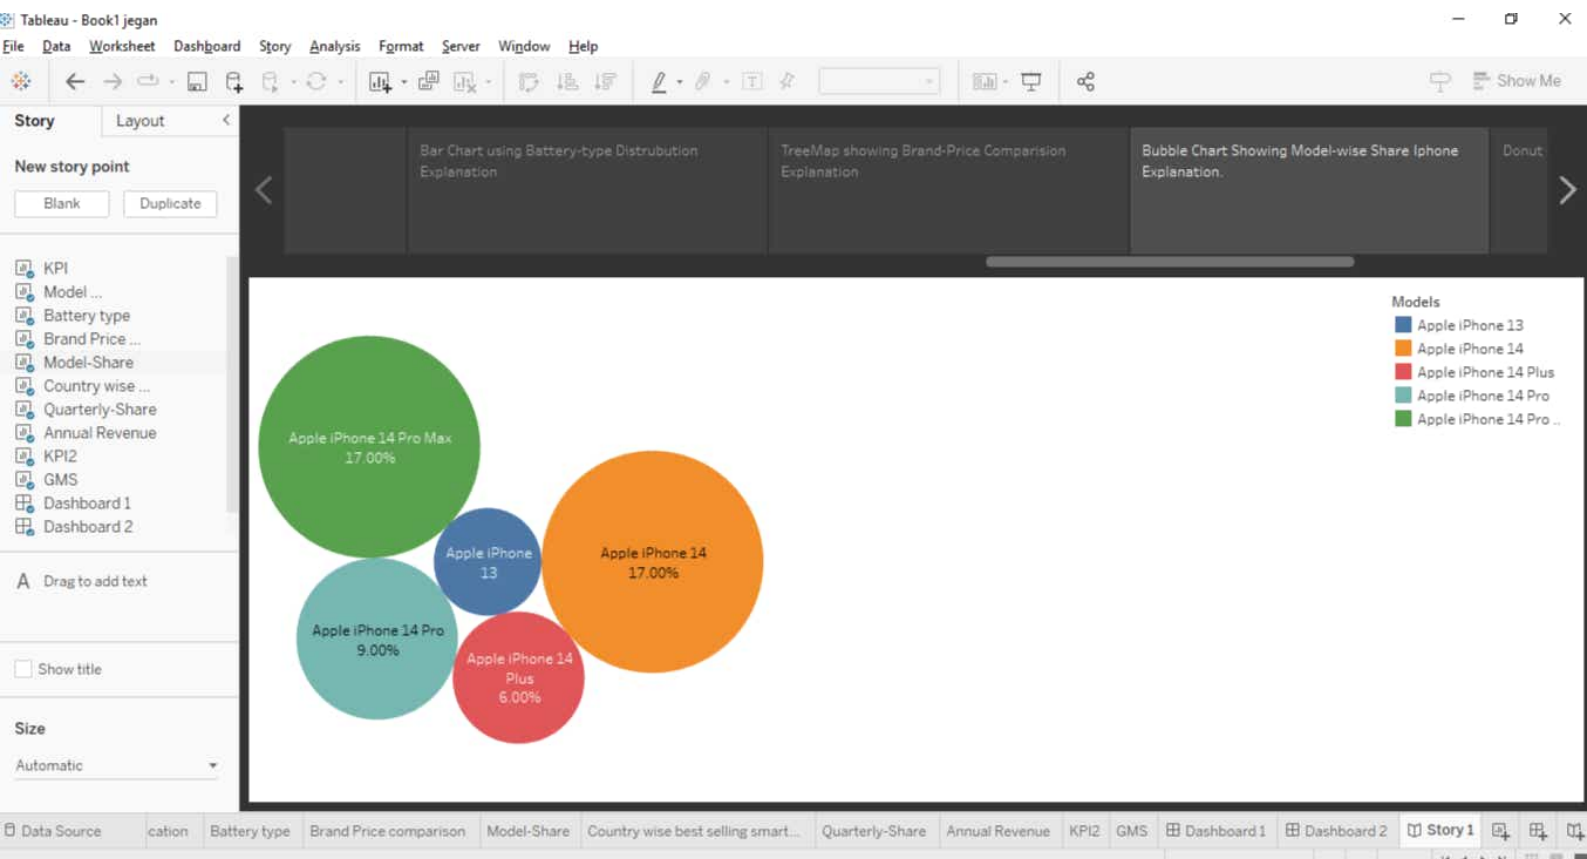 Tableau - Book1 jegan
File Data Worksheet Dashboard Story Analysis Format Server Window Help
Show Me
Story Layout
New story point
Blank Duplicate
KPI
Model ...
Battery type
Brand Price ...
Model-Share
Country wise ...
Quarterly-Share
Annual Revenue
KPI2
GMS
Dashboard 1
Dashboard 2
A Drag to add text
Show title
Size
Automatic
Bar Chart using Battery-type Distrubution
Explanation
TreeMap showing Brand-Price Comparision
Explanation
Bubble Chart Showing Model-wise Share Iphone
Explanation.
Donut
Models
Apple iPhone 13
Apple iPhone 14
Apple iPhone 14 Plus
Apple iPhone 14 Pro
Apple iPhone 14 Pro ..
Apple iPhone 14 Pro Max
17.00%
Apple iPhone
13
Apple iPhone 14
17.00%
Apple iPhone 14 Pro
9.00%
Apple iPhone 14
Plus
6.00%
Data Source cation Battery type Brand Price comparison Model-Share Country wise best selling smart... Quarterly-Share Annual Revenue KPI2 GMS Dashboard 1 Dashboard 2 Story 1